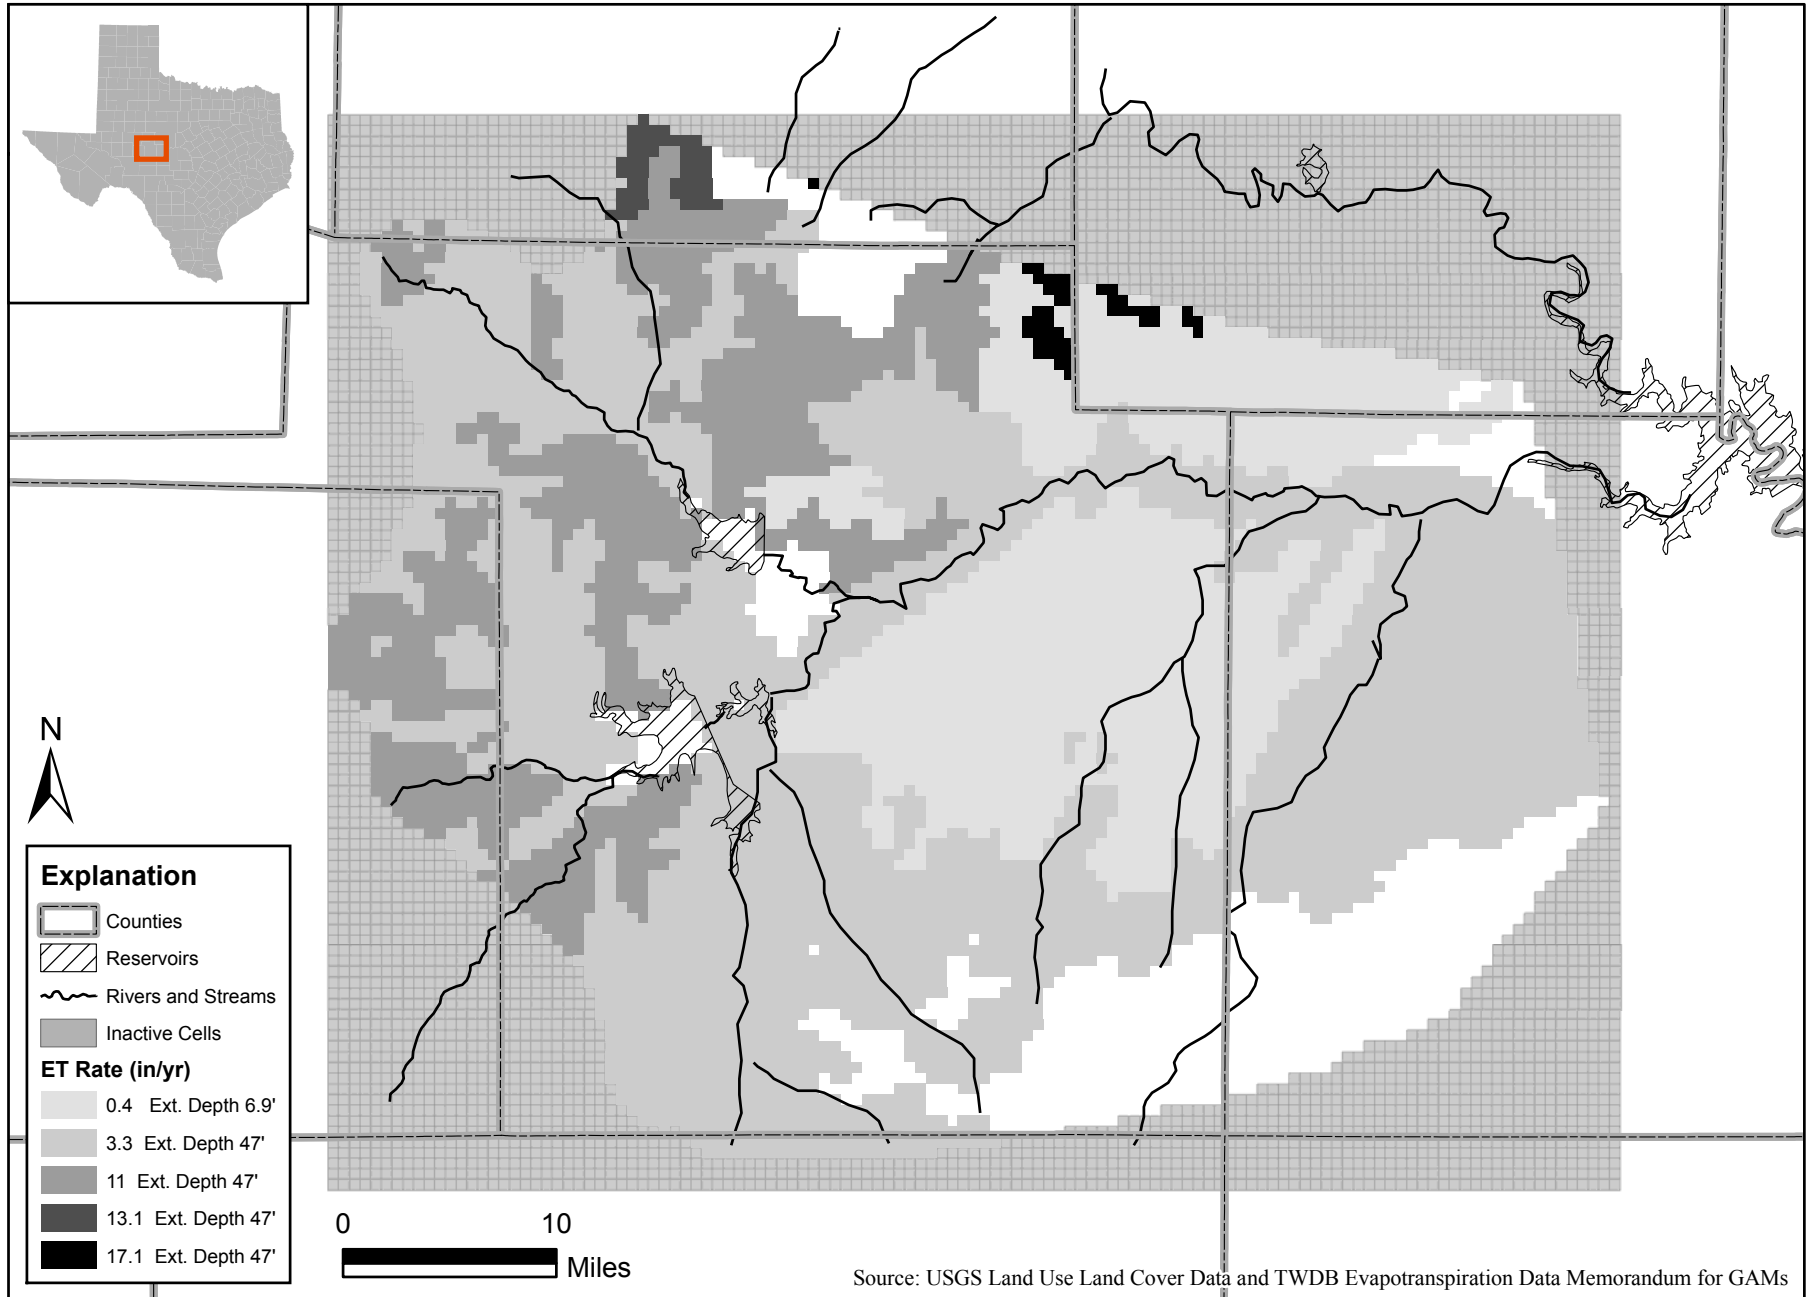 N
Explanation
Counties
Reservoirs
Rivers and Streams
Inactive Cells
ET Rate (in/yr)
0.4 Ext. Depth 6.9'
3.3 Ext. Depth 47'
11 Ext. Depth 47'
13.1 Ext. Depth 47'
17.1 Ext. Depth 47'
0 10
Miles
Source: USGS Land Use Land Cover Data and TWDB Evapotranspiration Data Memorandum for GAMs